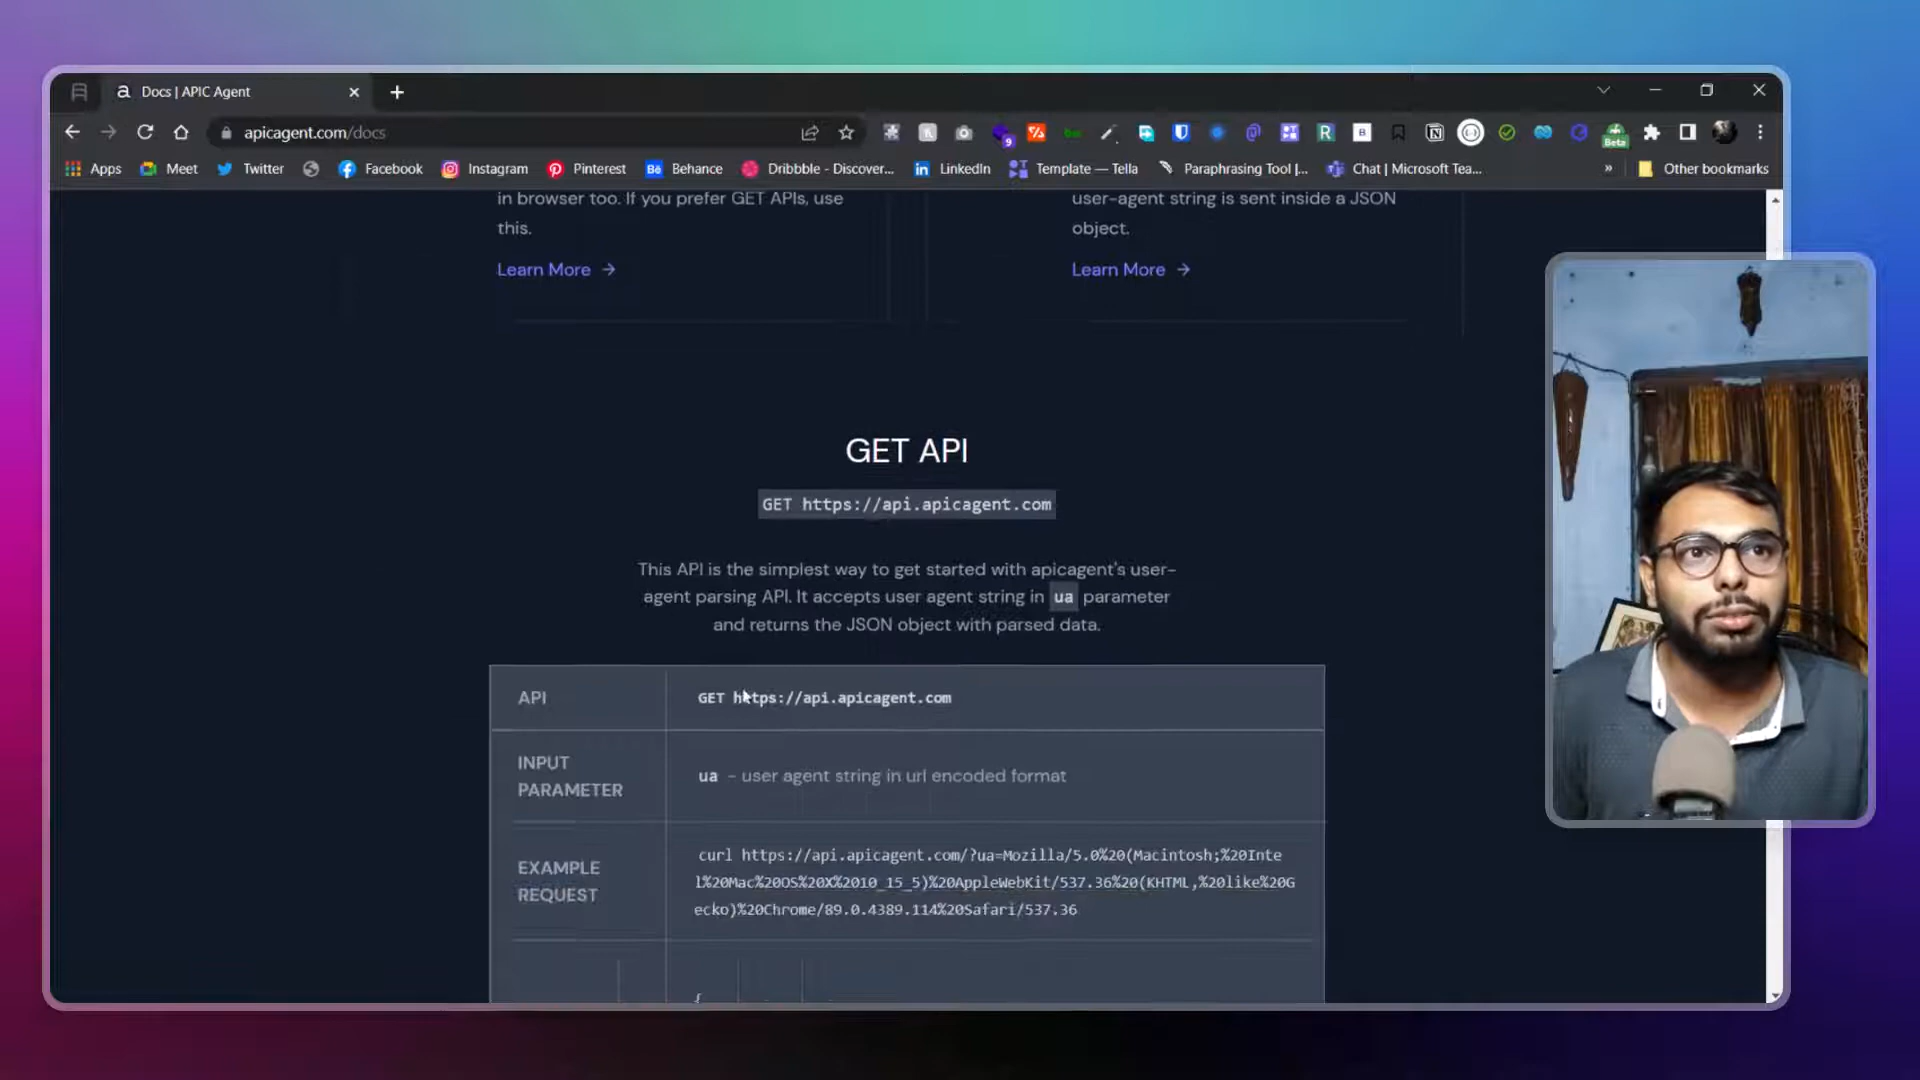 Docs | APIC Agent
apicagent.com/docs
9
R
B
Beta
Apps
Meet
Twitter
Facebook
Instagram
Pinterest
Bē Behance
Dribbble - Discover...
in LinkedIn
Template — Tella
Paraphrasing Tool |...
Chat | Microsoft Tea...
»
Other bookmarks
in browser too. If you prefer GET APIs, use
this.
Learn More →
user-agent string is sent inside a JSON
object.
Learn More →
GET API
GET https://api.apicagent.com
This API is the simplest way to get started with apicagent's user-
agent parsing API. It accepts user agent string in ua parameter
and returns the JSON object with parsed data.
API
GET https://api.apicagent.com
INPUT
PARAMETER
ua - user agent string in url encoded format
EXAMPLE
REQUEST
curl https://api.apicagent.com/?ua=Mozilla/5.0%20(Macintosh;%20Inte
l%20Mac%20OS%20X%2010_15_5)%20AppleWebKit/537.36%20(KHTML,%20like%20G
ecko)%20Chrome/89.0.4389.114%20Safari/537.36
{